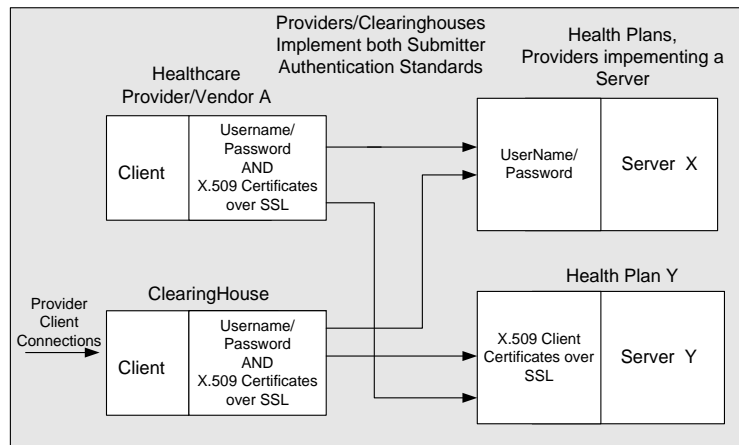 Providers/Clearinghouses
Implement both Submitter
Authentication Standards
Health Plans,
Providers impementing a
Server
Healthcare
Provider/Vendor A
Client
Username/
Password
AND
X.509 Certificates
over SSL
UserName/
Password
Server X
ClearingHouse
Health Plan Y
Provider
Client
Connections
Client
Username/
Password
AND
X.509 Certificates
over SSL
X.509 Client
Certificates over
SSL
Server Y